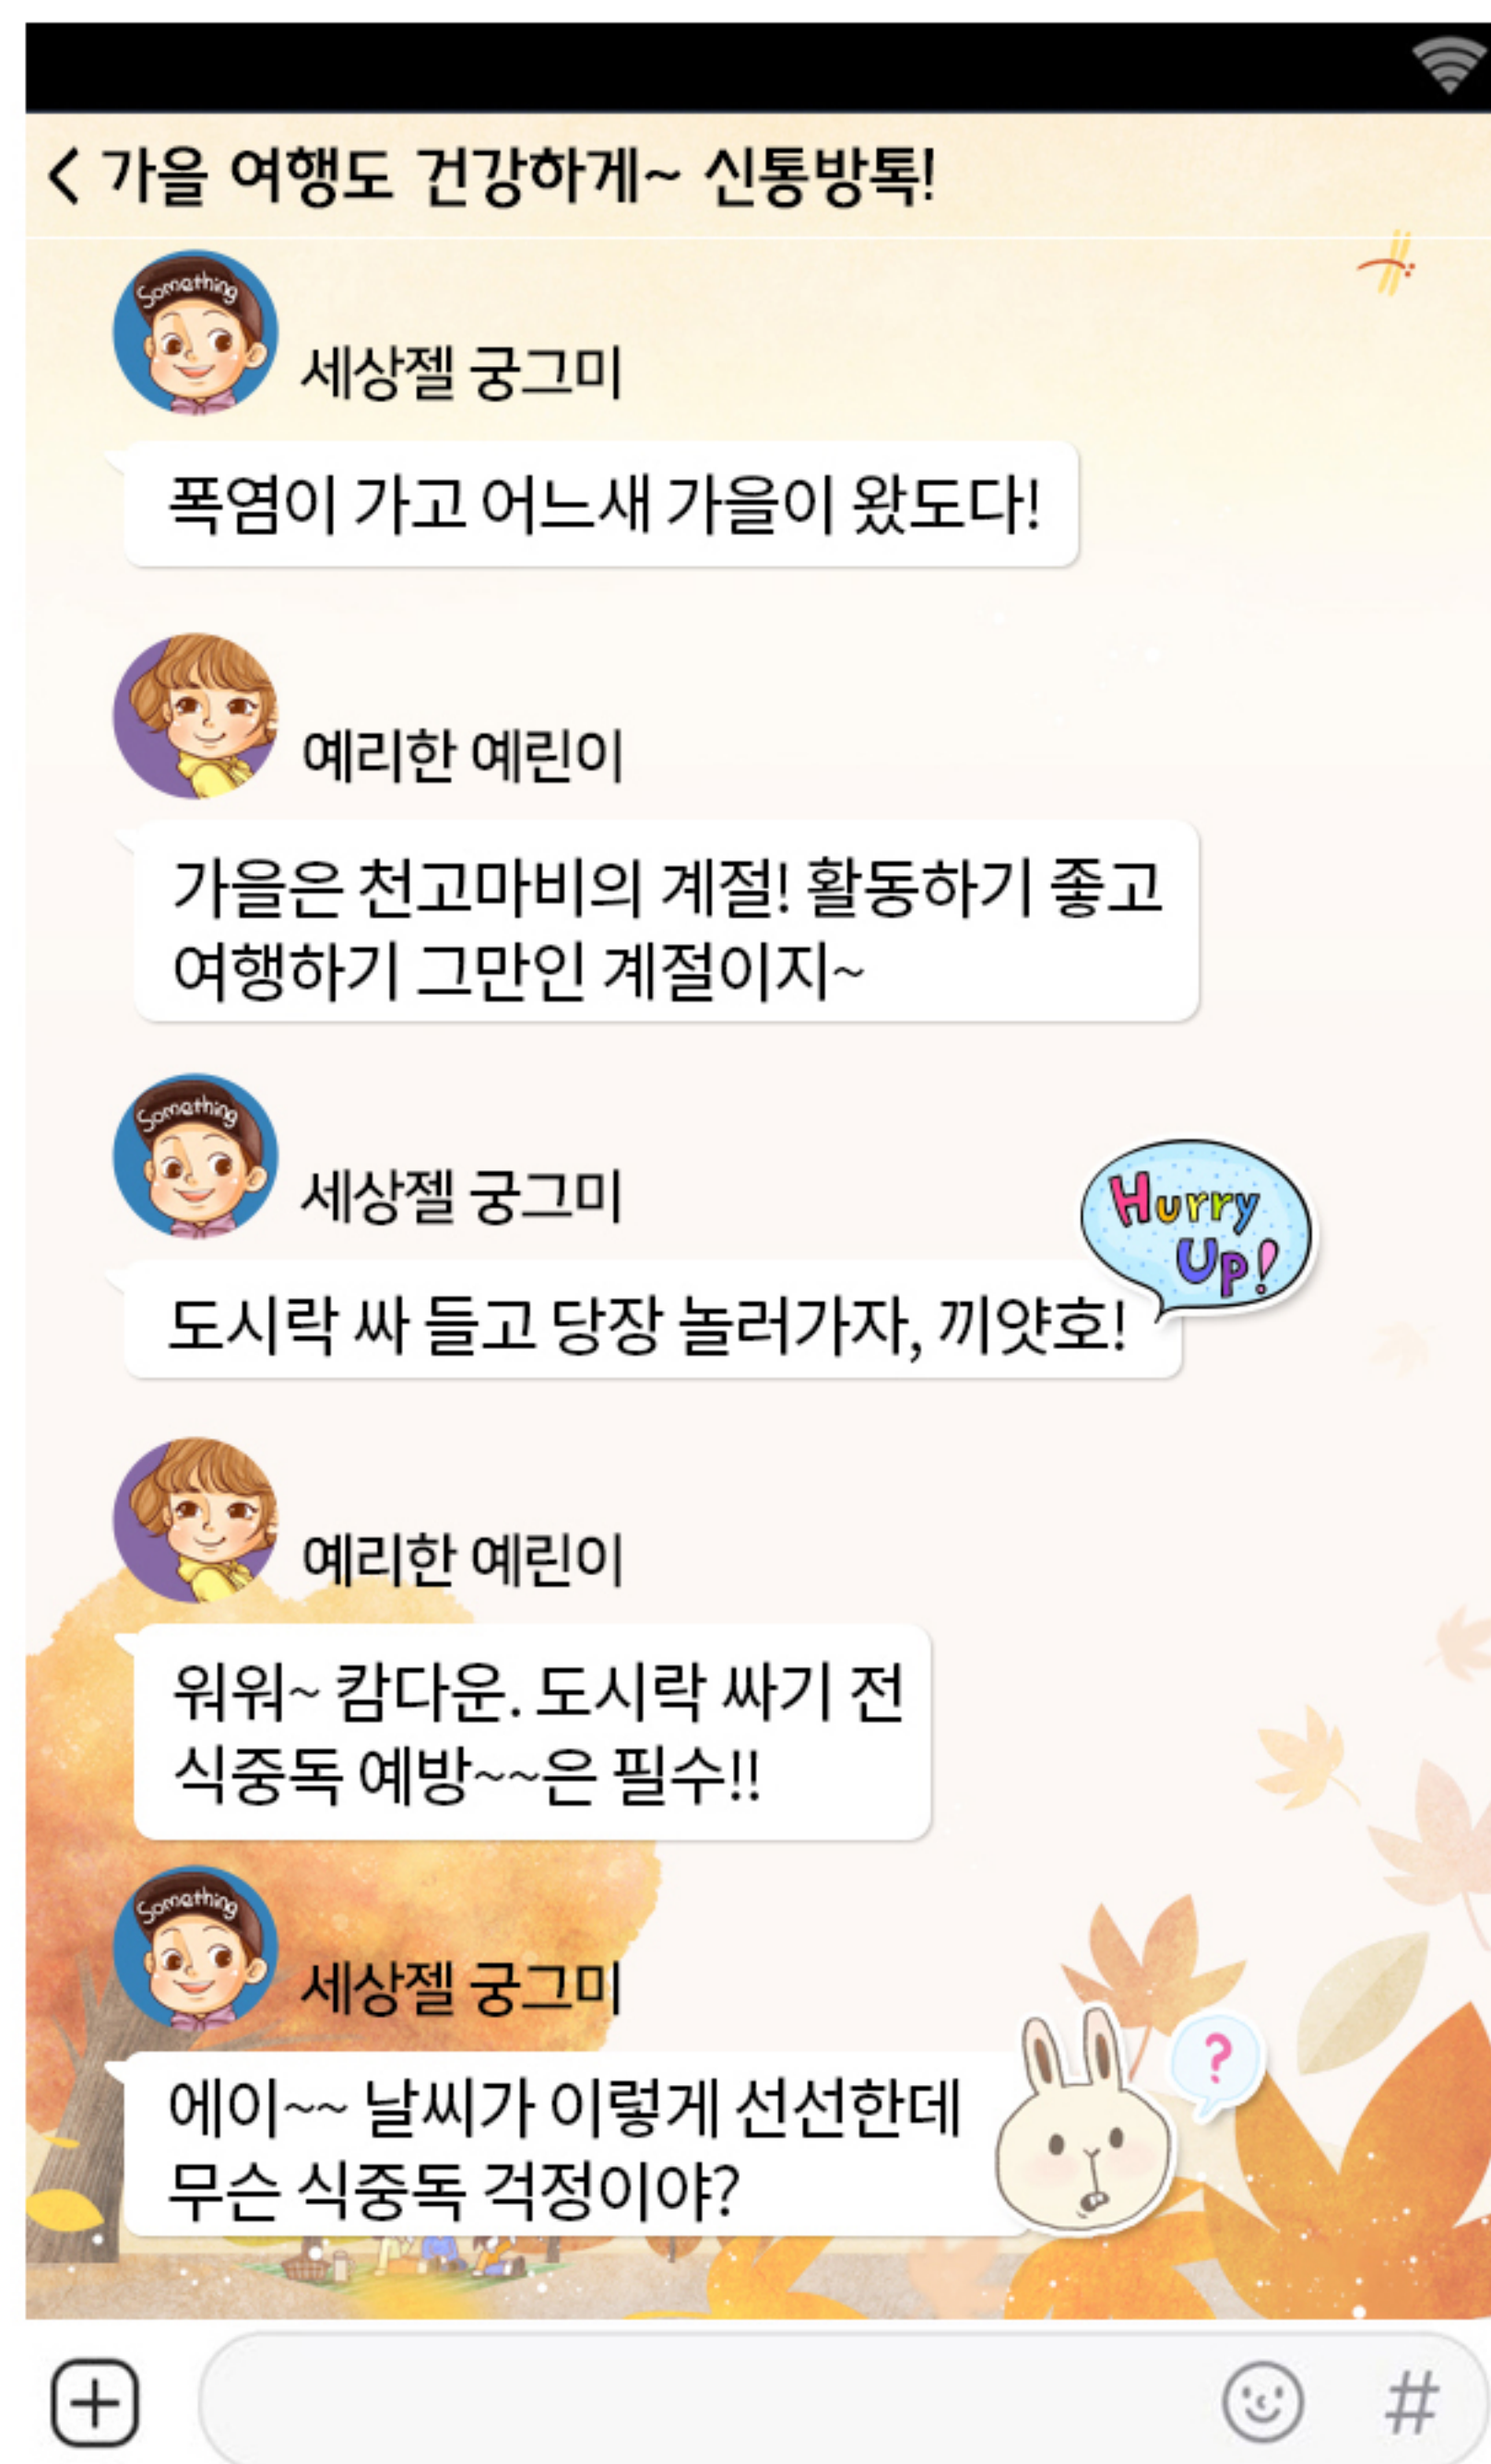 가을 여행도 건강하게~ 신통방톡!
Something
세상젤 궁그미
폭염이 가고 어느새 가을이 왔도다!
예리한 예린이
가을은 천고마비의 계절! 활동하기 좋고
여행하기 그만인 계절이지~
Something
세상젤 궁그미
Hurry
Up!
도시락 싸 들고 당장 놀러가자, 끼얏호!
예리한 예린이
워워~ 캄다운. 도시락 싸기 전
식중독 예방~~은 필수!!
Something
세상젤 궁그미
?
에이~~ 날씨가 이렇게 선선한데
무슨 식중독 걱정이야?
#